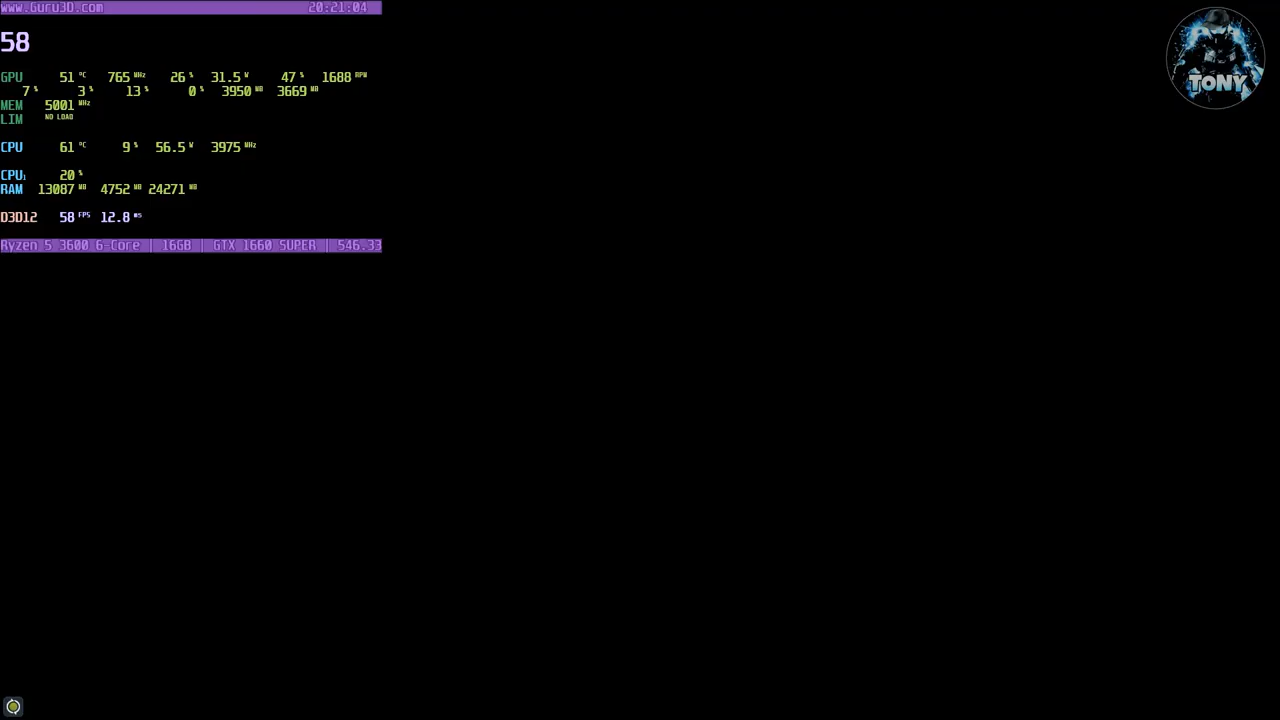 www.Guru3D.com 20:21:04
58
GPU 51 °C 765 MHz 26 % 31.5 W 47 % 1688 RPM
7 % 3 % 13 % 0 % 3950 MB 3669 MB
MEM 5001 MHz
LIM NO LOAD
CPU 61 °C 9 % 56.5 W 3975 MHz
CPU1 20 %
RAM 13087 MB 4752 MB 24271 MB
D3D12 58 FPS 12.8 ms
Ryzen 5 3600 6-Core | 16GB | GTX 1660 SUPER | 546.33
TONY